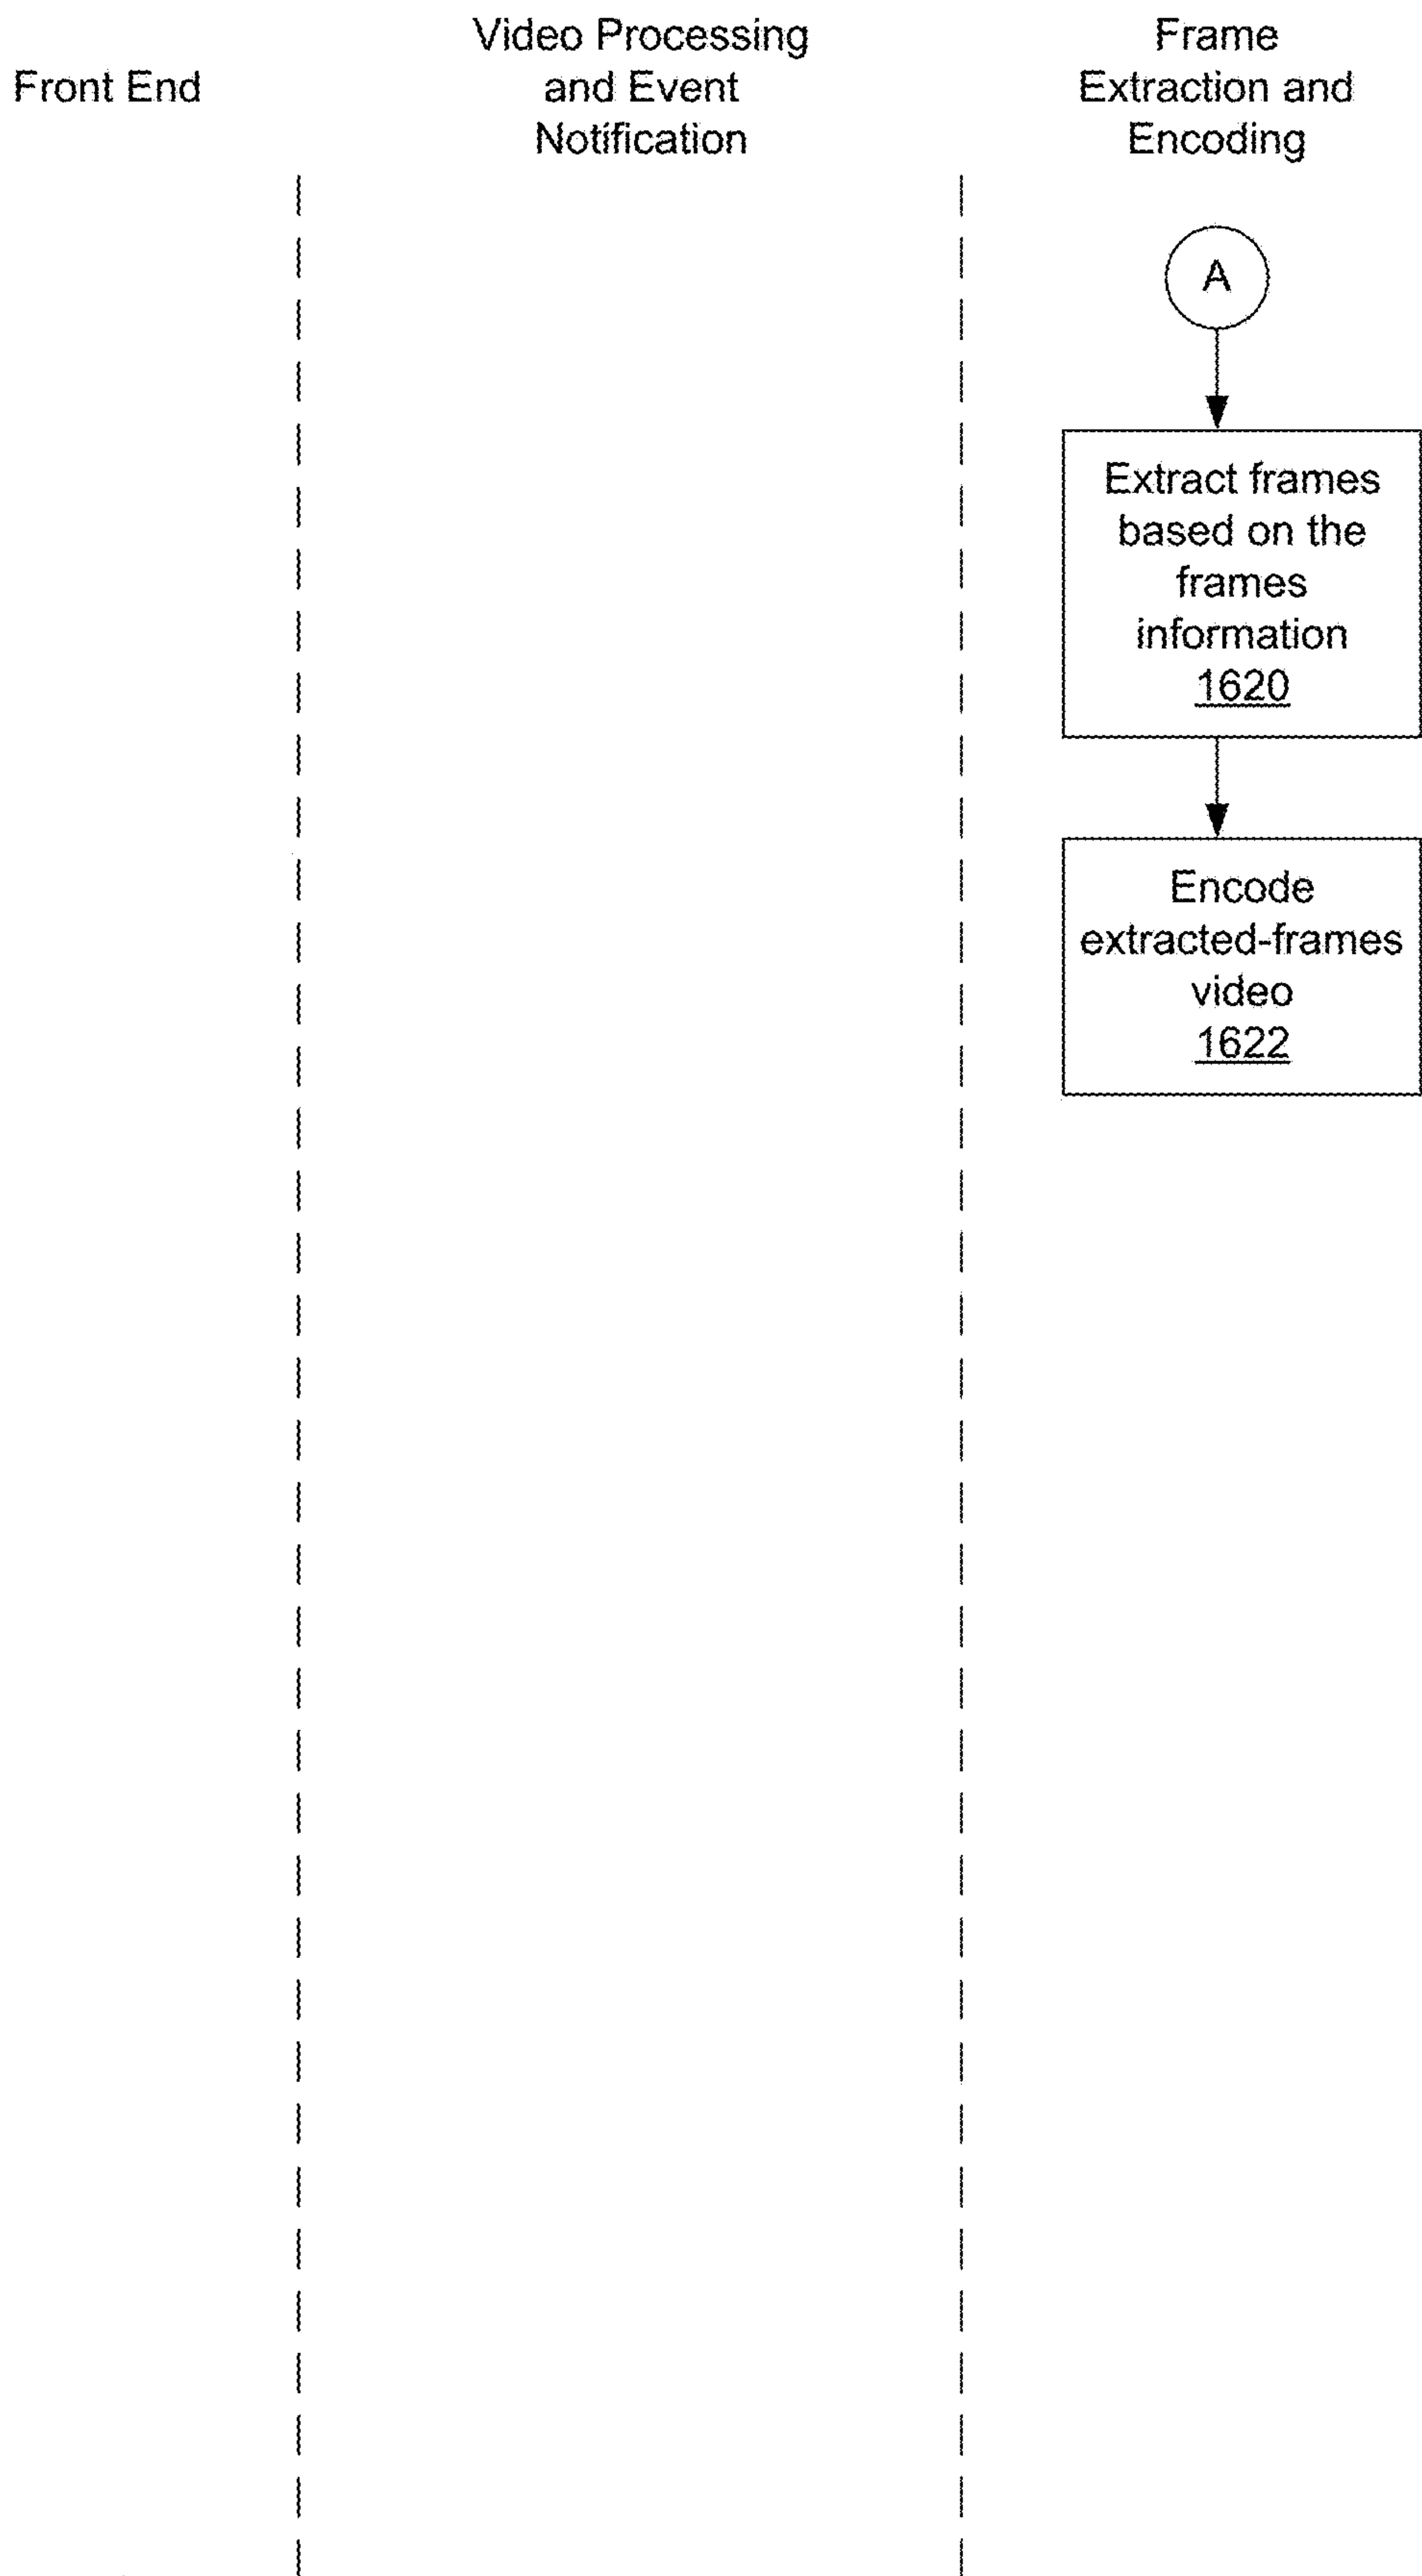 Front End
Video Processing
and Event
Notification
Frame
Extraction and
Encoding
A
Extract frames
based on the
frames
information
1620
Encode
extracted-frames
video
1622